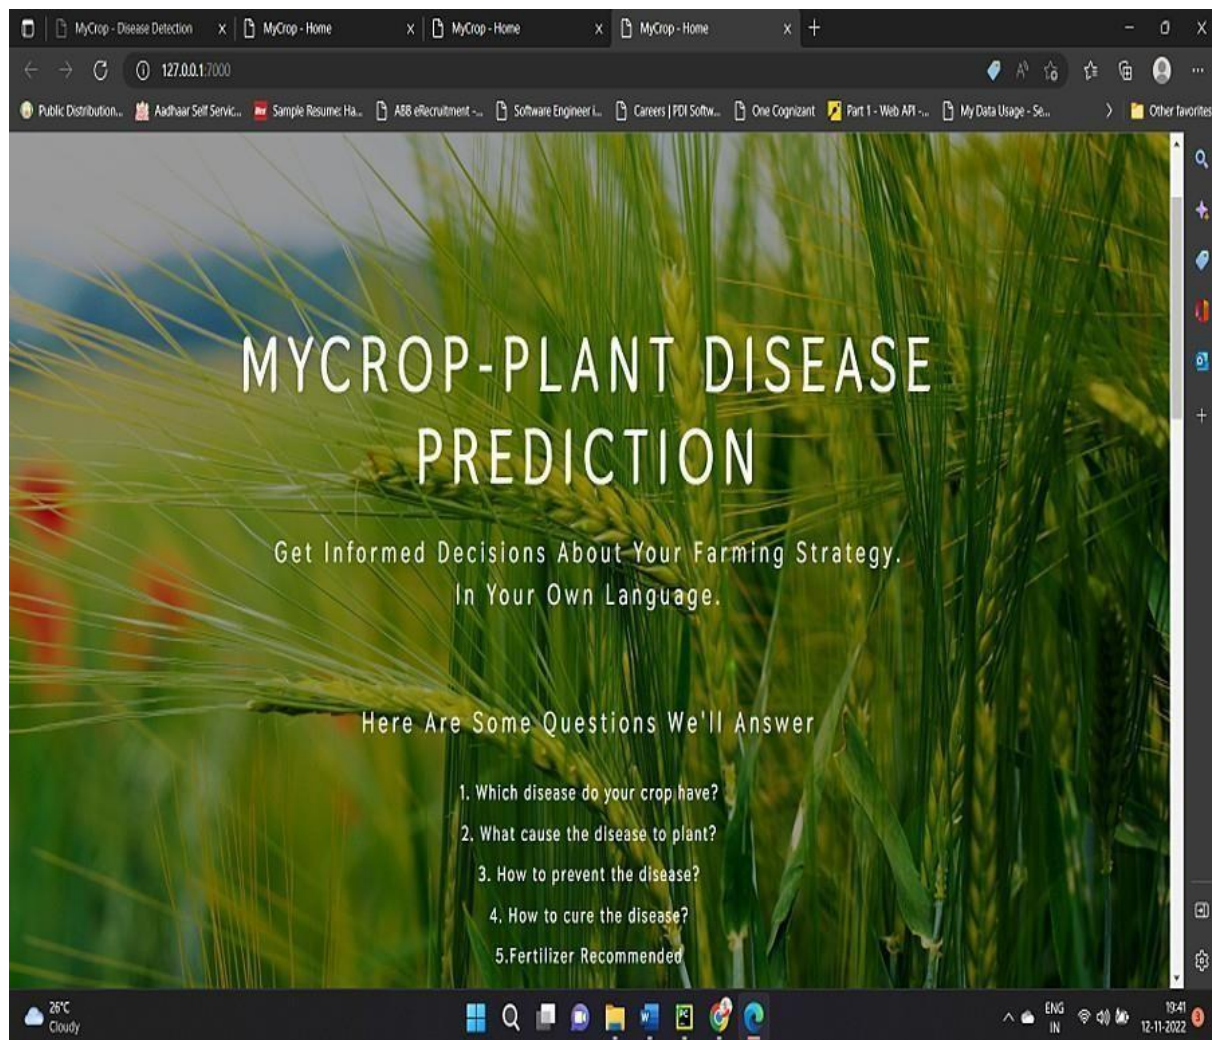 MyCrop - Disease Detection
MyCrop - Home
MyCrop - Home
MyCrop - Home
127.0.0.1:7000
Public Distribution...
Aadhaar Self Servic...
Sample Resume: Ha...
ABB eRecruitment -...
Software Engineer i...
Careers | PDI Softw...
One Cognizant
Part 1 - Web API -...
My Data Usage - Se...
Other favorites
MYCROP-PLANT DISEASE
PREDICTION
Get Informed Decisions About Your Farming Strategy.
In Your Own Language.
Here Are Some Questions We'll Answer
1. Which disease do your crop have?
2. What cause the disease to plant?
3. How to prevent the disease?
4. How to cure the disease?
5.Fertilizer Recommended
26°C
Cloudy
ENG
IN
19:41
12-11-2022
3